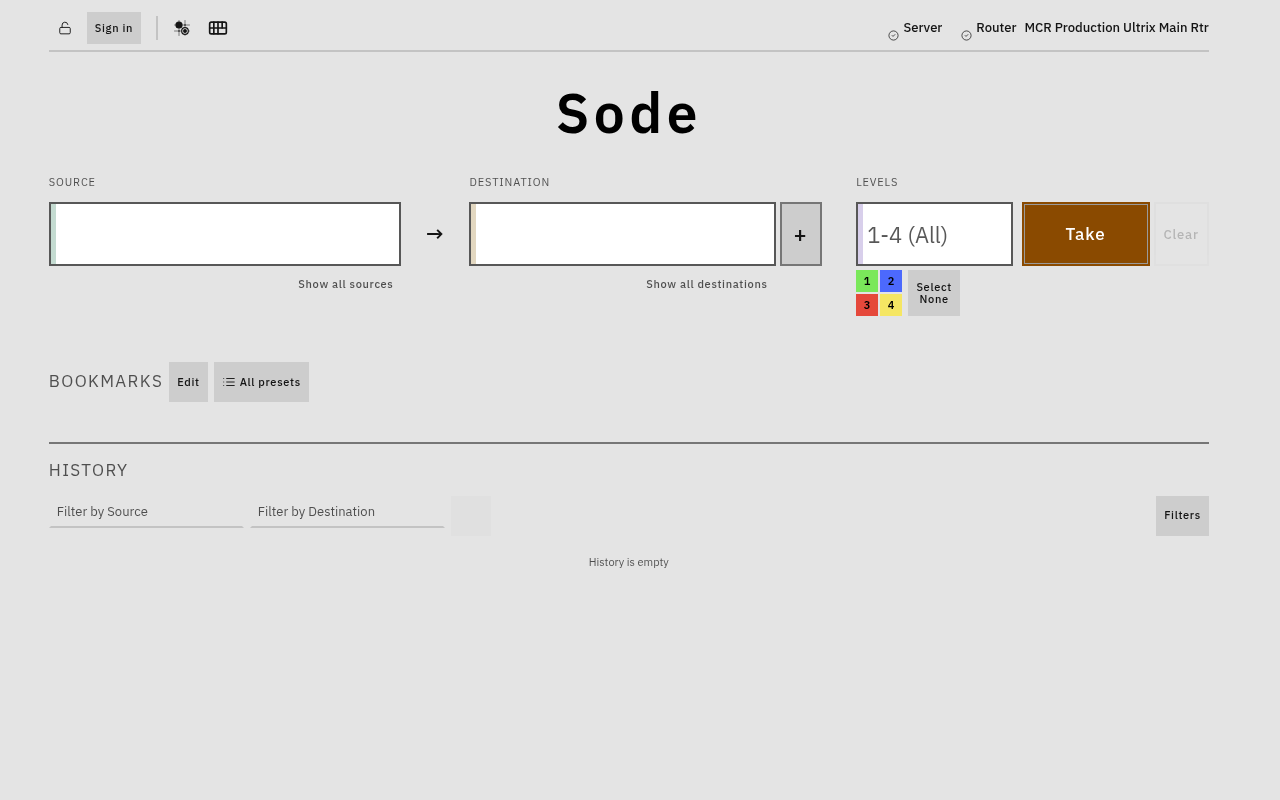 Sign in
Server
Router
MCR Production Ultrix Main Rtr
Sode
SOURCE
DESTINATION
LEVELS
→
+
1-4 (All)
Take
Clear
Show all sources
Show all destinations
1
2
3
4
Select
None
BOOKMARKS
Edit
All presets
HISTORY
Filter by Source
Filter by Destination
Filters
History is empty